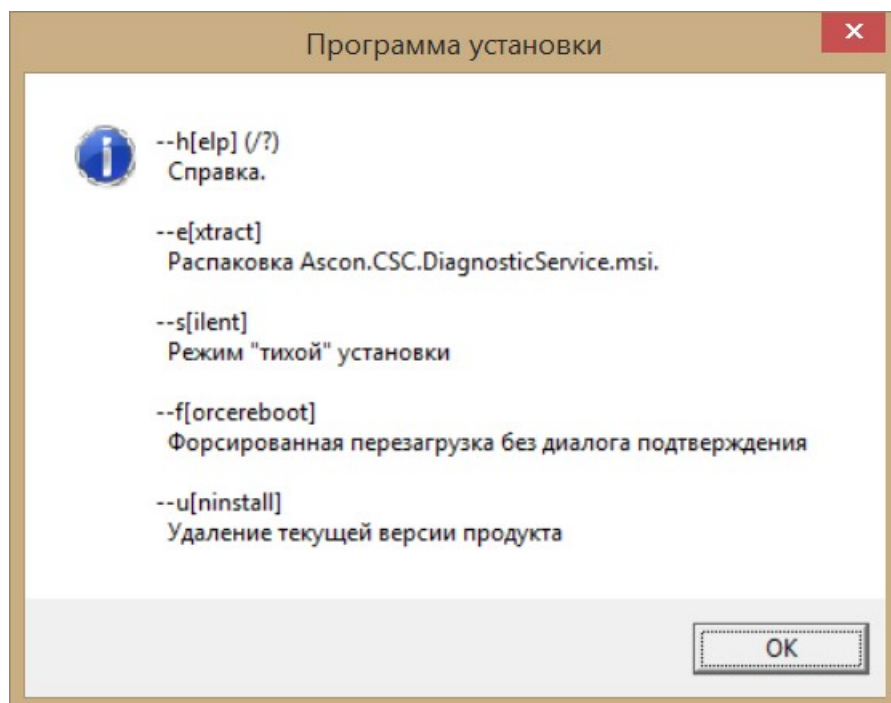 Программа установки
--h[elp] (/?)
Справка.
--e[xtract]
Распаковка Ascon.CSC.DiagnosticService.msi.
--s[ilent]
Режим "тихой" установки
--f[orcereboot]
Форсированная перезагрузка без диалога подтверждения
--u[ninstall]
Удаление текущей версии продукта
OK